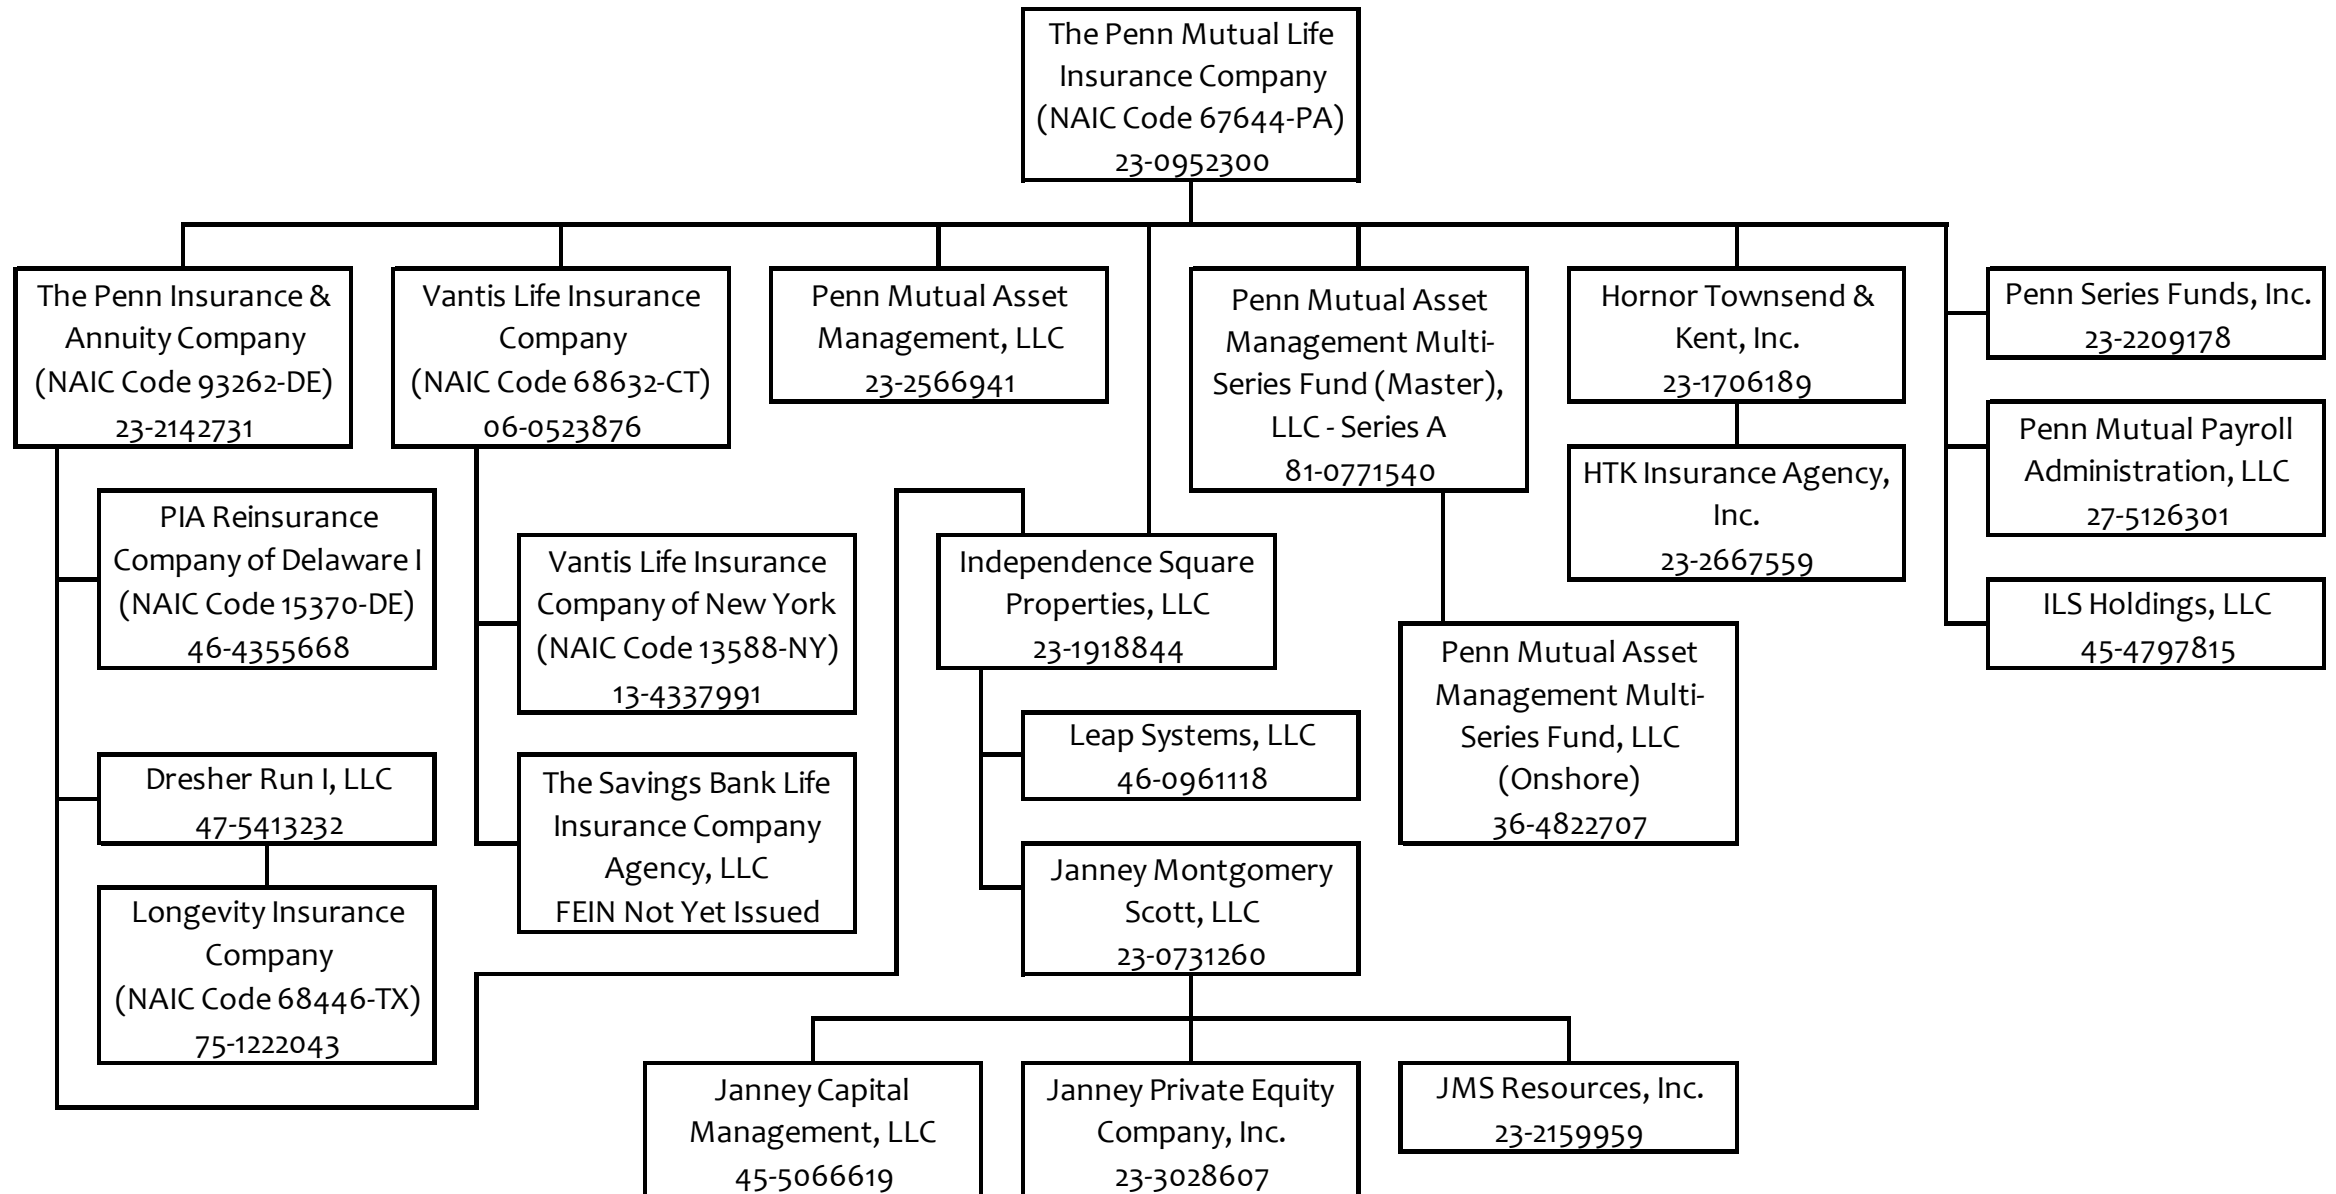 The Penn Mutual Life
Insurance Company
(NAIC Code 67644-PA)
23-0952300
The Penn Insurance &
Annuity Company
(NAIC Code 93262-DE)
23-2142731
Vantis Life Insurance
Company
(NAIC Code 68632-CT)
06-0523876
Penn Mutual Asset
Management, LLC
23-2566941
Penn Mutual Asset
Management Multi-
Series Fund (Master),
LLC - Series A
81-0771540
Hornor Townsend &
Kent, Inc.
23-1706189
Penn Series Funds, Inc.
23-2209178
Penn Mutual Payroll
Administration, LLC
27-5126301
HTK Insurance Agency,
Inc.
23-2667559
PIA Reinsurance
Company of Delaware I
(NAIC Code 15370-DE)
46-4355668
Vantis Life Insurance
Company of New York
(NAIC Code 13588-NY)
13-4337991
Independence Square
Properties, LLC
23-1918844
ILS Holdings, LLC
45-4797815
Penn Mutual Asset
Management Multi-
Series Fund, LLC
(Onshore)
36-4822707
Leap Systems, LLC
46-0961118
Dresher Run I, LLC
47-5413232
The Savings Bank Life
Insurance Company
Agency, LLC
FEIN Not Yet Issued
Janney Montgomery
Scott, LLC
23-0731260
Longevity Insurance
Company
(NAIC Code 68446-TX)
75-1222043
Janney Capital
Management, LLC
45-5066619
Janney Private Equity
Company, Inc.
23-3028607
JMS Resources, Inc.
23-2159959